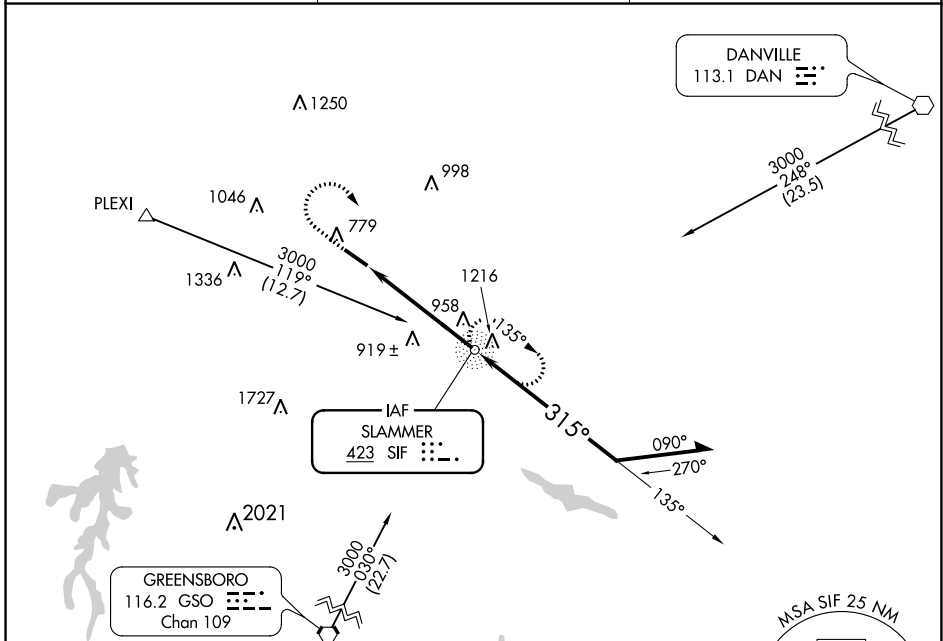 DANVILLE
113.1 DAN
1250
998
3000
248°
(23.5)
1046
PLEXI
779
3000
119°
(12.7)
1336
1216
958
135°
919 ±
1727
IAF
SLAMMER
423 SIF
315°
090°
270°
135°
2021
3000
030°
(22.7)
GREENSBORO
116.2 GSO
Chan 109
MSA SIF 25 NM